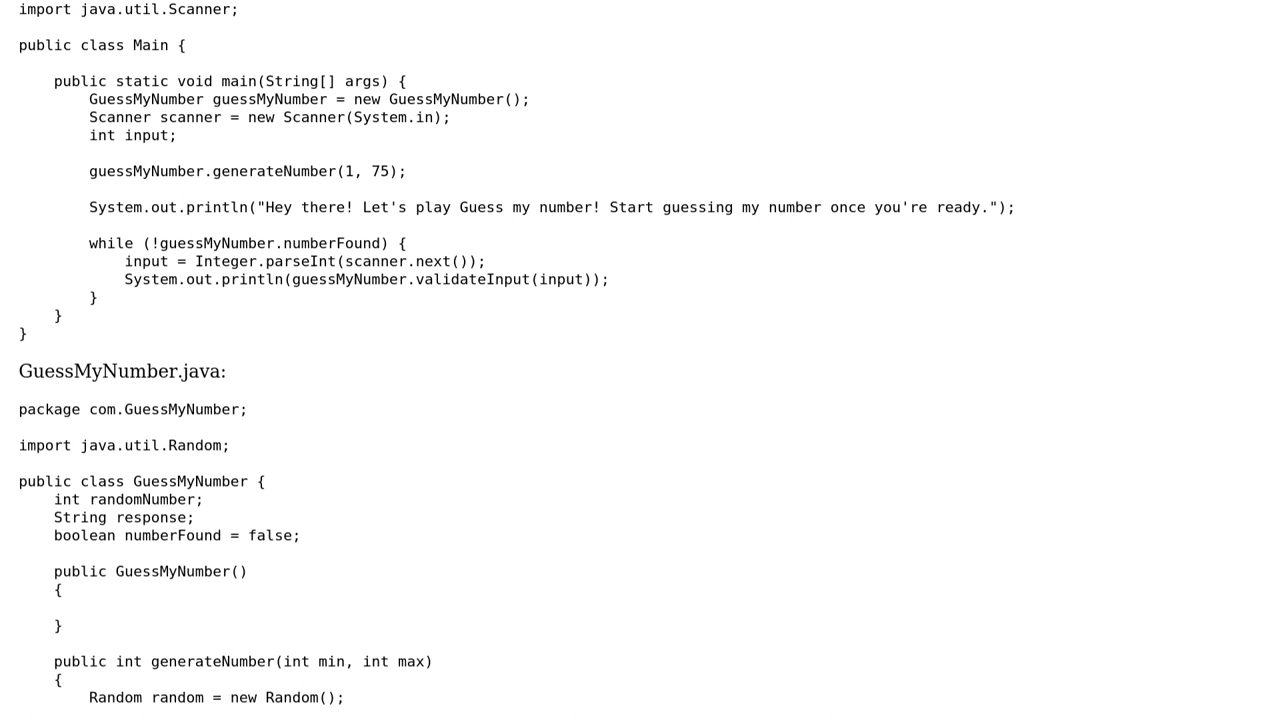 import java.util.Scanner;
public class Main {
    public static void main(String[] args) {
        GuessMyNumber guessMyNumber = new GuessMyNumber();
        Scanner scanner = new Scanner(System.in);
        int input;
        guessMyNumber.generateNumber(1, 75);
        System.out.println("Hey there! Let's play Guess my number! Start guessing my number once you're ready.");
        while (!guessMyNumber.numberFound) {
            input = Integer.parseInt(scanner.next());
            System.out.println(guessMyNumber.validateInput(input));
        }
    }
}
GuessMyNumber.java:
package com.GuessMyNumber;
import java.util.Random;
public class GuessMyNumber {
    int randomNumber;
    String response;
    boolean numberFound = false;
    public GuessMyNumber()
    {
    }
    public int generateNumber(int min, int max)
    {
        Random random = new Random();